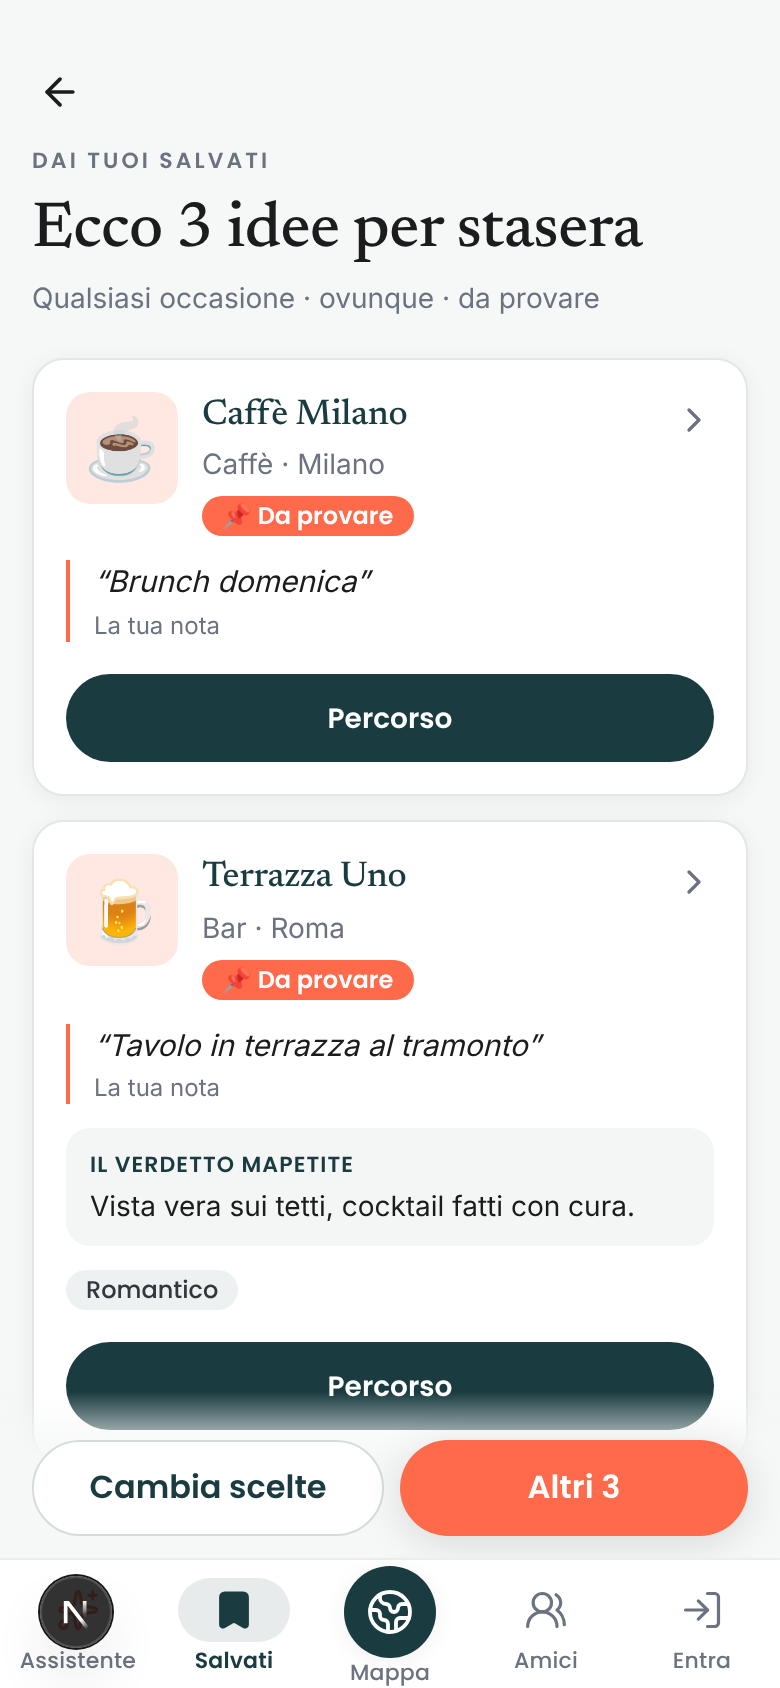 DAI TUOI SALVATI
Ecco 3 idee per stasera
Qualsiasi occasione · ovunque · da provare
Caffè Milano
Caffè · Milano
📌 Da provare
“Brunch domenica”
La tua nota
Percorso
Terrazza Uno
Bar · Roma
📌 Da provare
“Tavolo in terrazza al tramonto”
La tua nota
IL VERDETTO MAPETITE
Vista vera sui tetti, cocktail fatti con cura.
Romantico
Percorso
Cambia scelte
Altri 3
N
Assistente
Salvati
Mappa
Amici
Entra